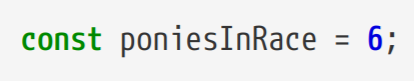 const poniesInRace = 6;